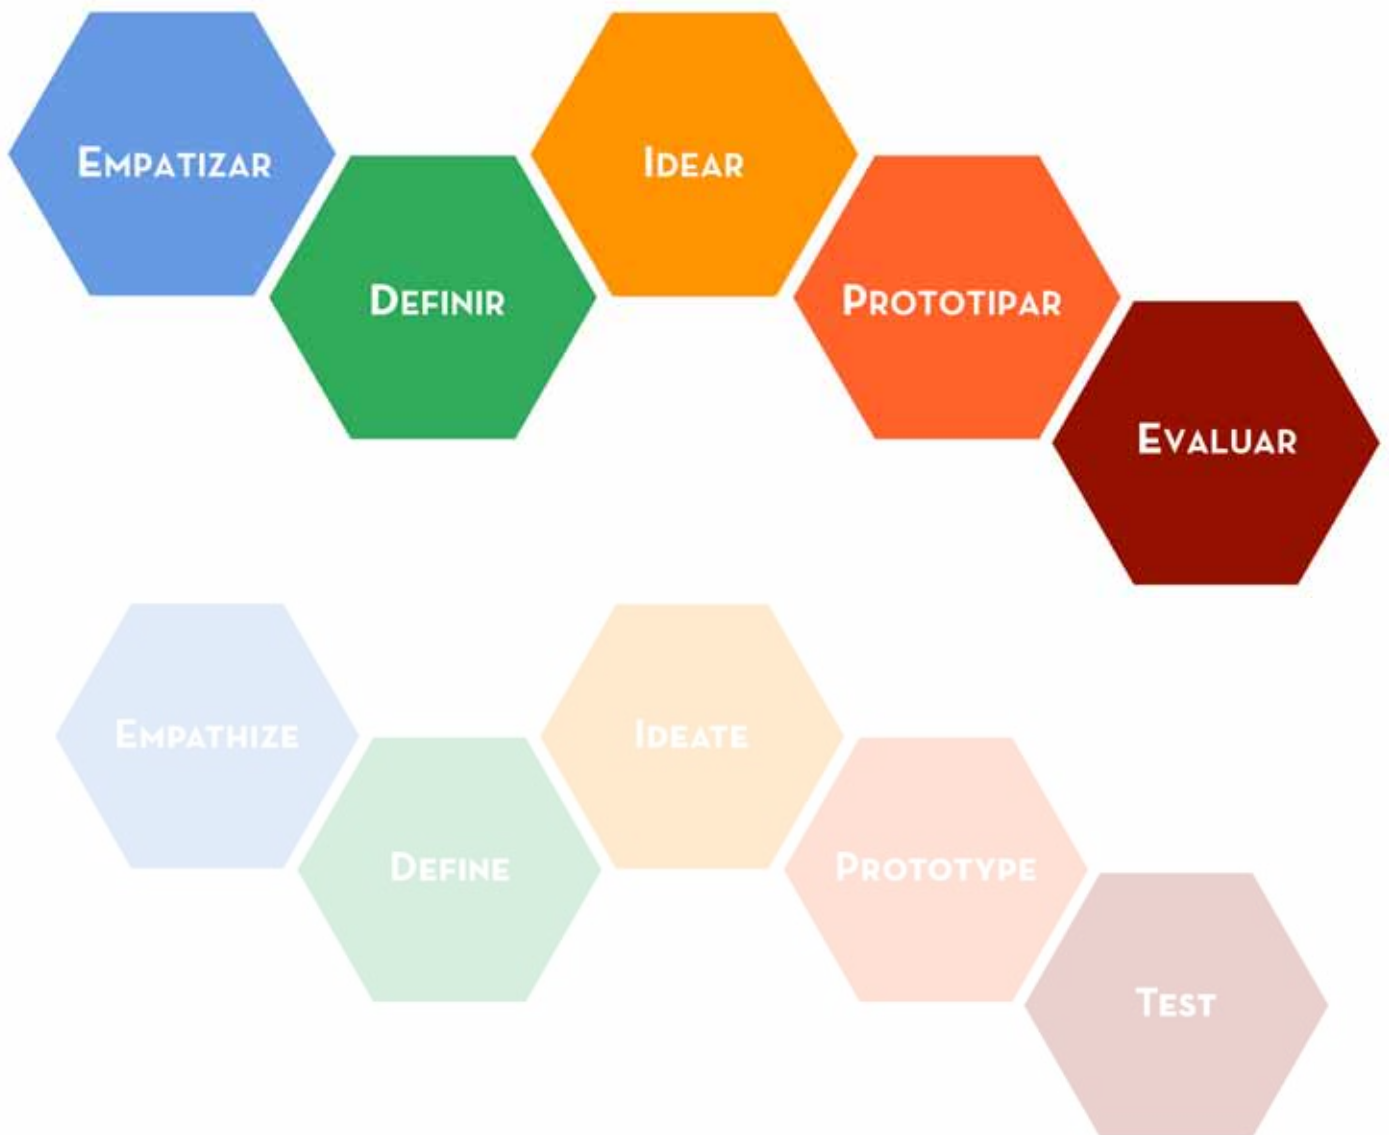 EMPATIZAR
DEFINIR
IDEAR
PROTOTIPAR
EVALUAR
EMPATHIZE
DEFINE
IDEATE
PROTOTYPE
TEST